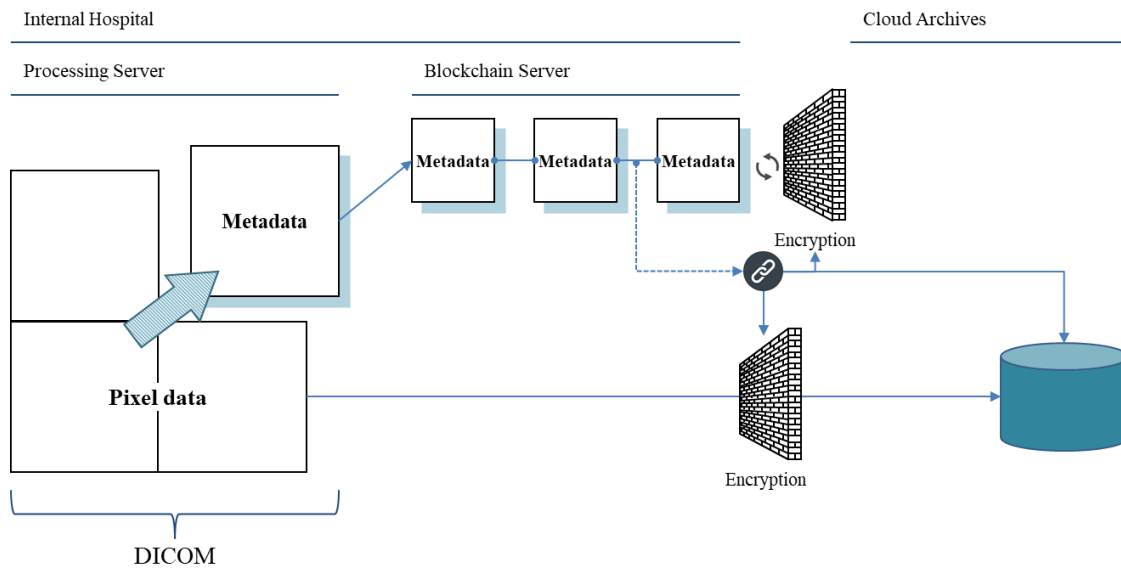 Internal Hospital
Cloud Archives
Processing Server
Blockchain Server
Metadata
Metadata
Metadata
Metadata
Encryption
Pixel data
Encryption
DICOM